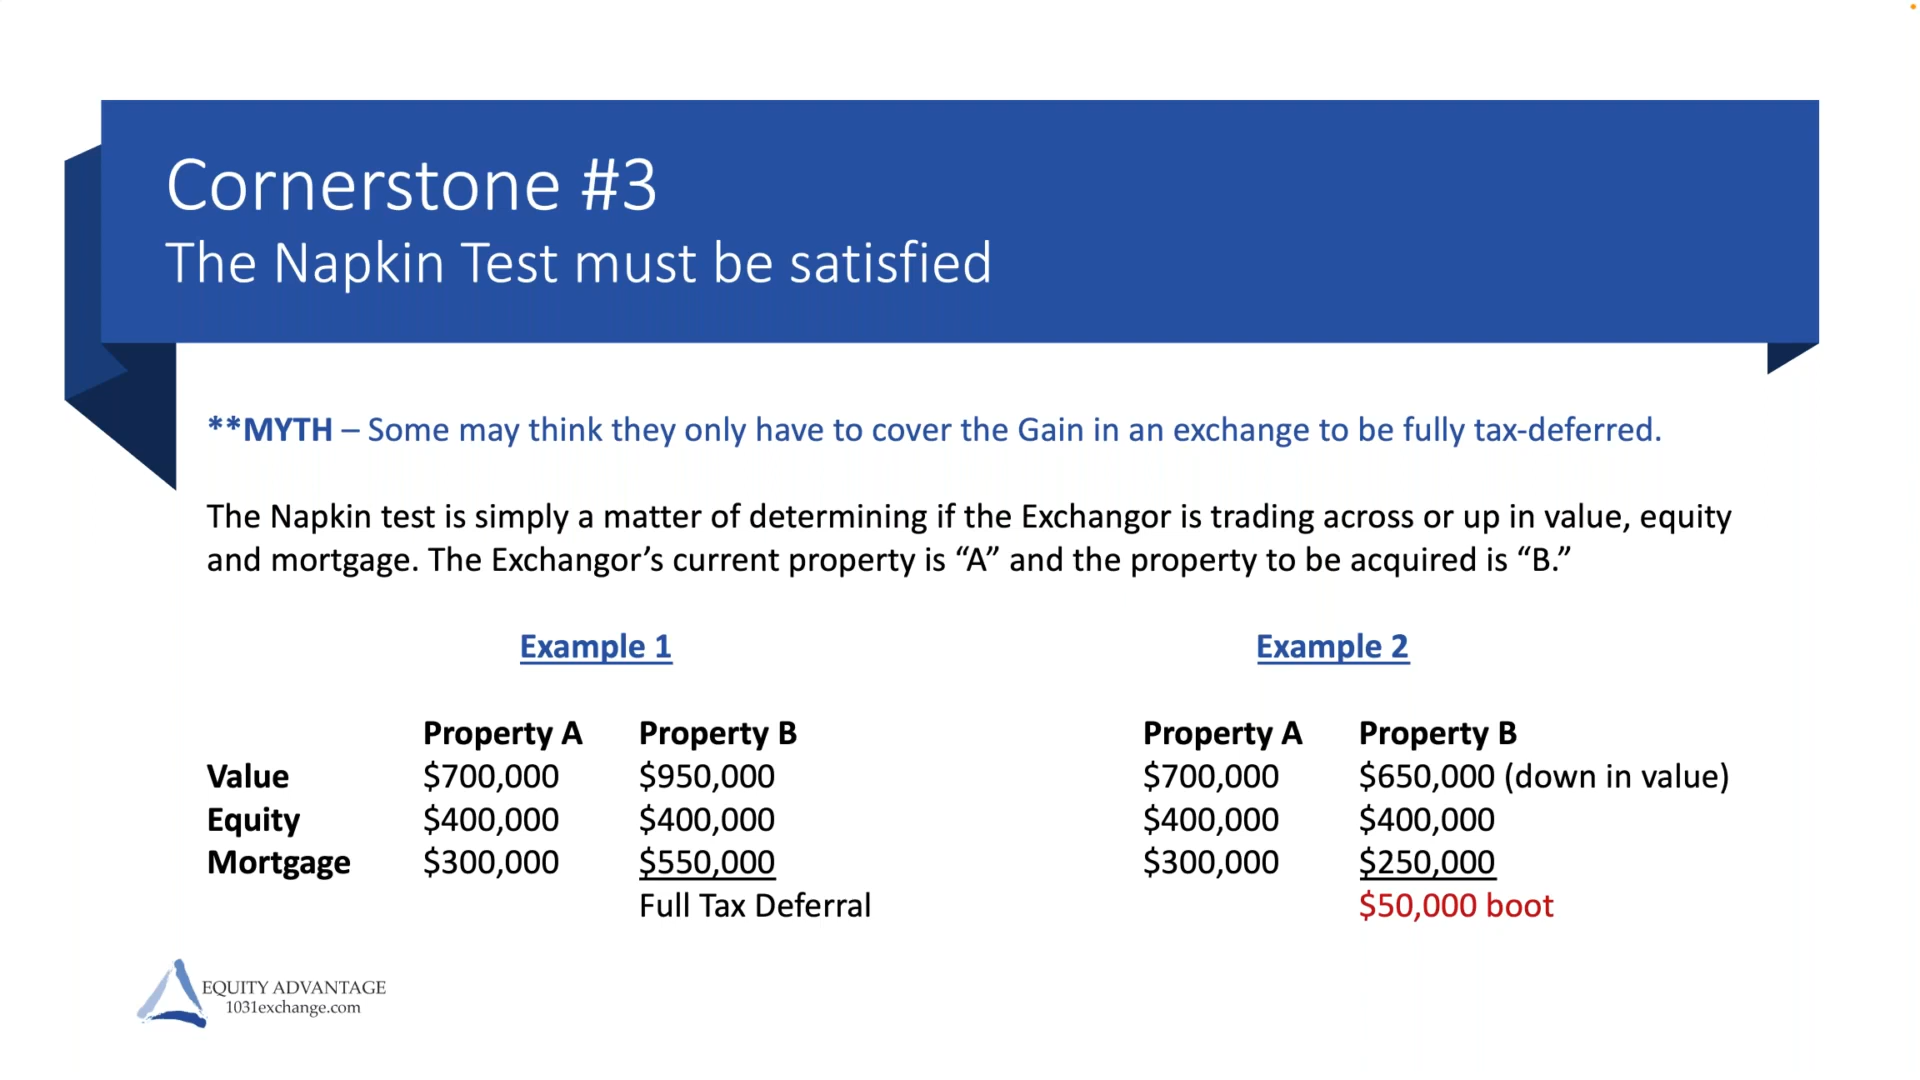 Cornerstone #3
The Napkin Test must be satisfied
**MYTH – Some may think they only have to cover the Gain in an exchange to be fully tax-deferred.
The Napkin test is simply a matter of determining if the Exchangor is trading across or up in value, equity
and mortgage. The Exchangor’s current property is “A” and the property to be acquired is “B.”
Example 1 Example 2
Property A Property B Property A Property B
Value $700,000 $950,000 $700,000 $650,000 (down in value)
Equity $400,000 $400,000 $400,000 $400,000
Mortgage $300,000 $550,000 $300,000 $250,000
Full Tax Deferral $50,000 boot
EQUITY ADVANTAGE
1031exchange.com